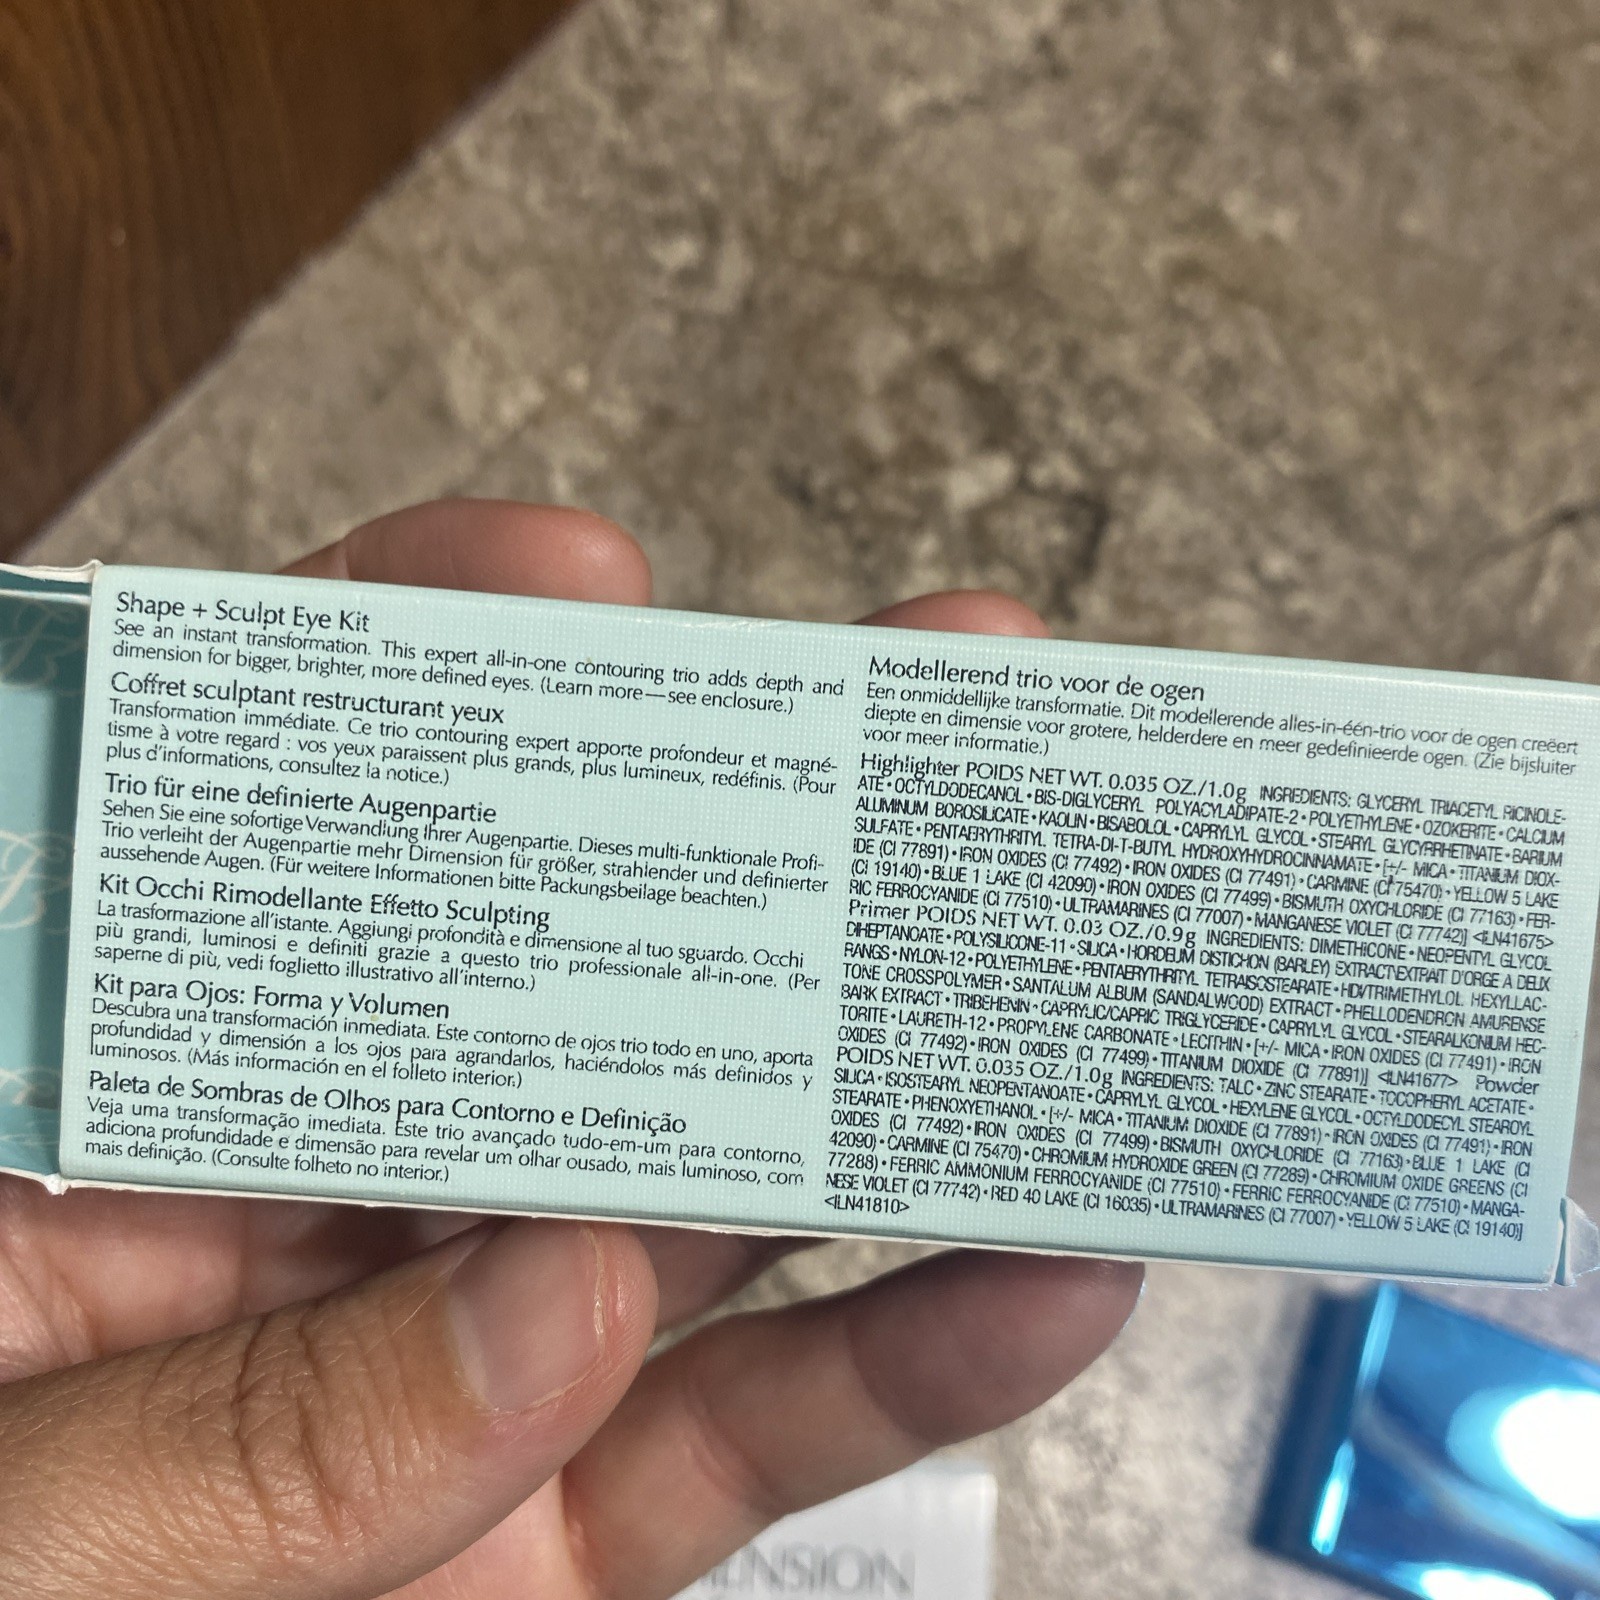 Shape + Sculpt Eye Kit
See an instant transformation. This expert all-in-one contouring trio adds depth and
dimension for bigger, brighter, more defined eyes. (Learn more—see enclosure.)
Coffret sculptant restructurant yeux
Transformation immédiate. Ce trio contouring expert apporte profondeur et magné-
tisme à votre regard : vos yeux paraissent plus grands, plus lumineux, redéfinis. (Pour
plus d'informations, consultez la notice.)
Trio für eine definierte Augenpartie
Sehen Sie eine sofortige Verwandlung Ihrer Augenpartie. Dieses multi-funktionale Profi-
Trio verleiht der Augenpartie mehr Dimension für größer, strahlender und definierter
aussehende Augen. (Für weitere Informationen bitte Packungsbeilage beachten.)
Kit Occhi Rimodellante Effetto Sculpting
La trasformazione all'istante. Aggiungi profondità e dimensione al tuo sguardo. Occhi
più grandi, luminosi e definiti grazie a questo trio professionale all-in-one. (Per
saperne di più, vedi foglietto illustrativo all'interno.)
Kit para Ojos: Forma y Volumen
Descubra una transformación inmediata. Este contorno de ojos trio todo en uno, aporta
profundidad y dimensión a los ojos para agrandarlos, haciéndolos más definidos y
luminosos. (Más información en el folleto interior.)
Paleta de Sombras de Olhos para Contorno e Definição
Veja uma transformação imediata. Este trio avançado tudo-em-um para contorno,
adiciona profundidade e dimensão para revelar um olhar ousado, mais luminoso, com
mais definição. (Consulte folheto no interior.)
Modellerend trio voor de ogen
Een onmiddellijke transformatie. Dit modellerende alles-in-één-trio voor de ogen creëert
diepte en dimensie voor grotere, helderdere en meer gedefinieerde ogen. (Zie bijsluiter
voor meer informatie.)
Highlighter POIDS NET WT. 0.035 OZ./1.0g INGREDIENTS: GLYCERYL TRIACETYL RICINOLE-
ATE • OCTYLDODECANOL • BIS-DIGLYCERYL POLYACYLADIPATE-2 • POLYETHYLENE • OZOKERITE • CALCIUM
ALUMINUM BOROSILICATE • KAOLIN • BISABOLOL • CAPRYLYL GLYCOL • STEARYL GLYCYRRHETINATE • BARIUM
SULFATE • PENTAERYTHRITYL TETRA-DI-T-BUTYL HYDROXYHYDROCINNAMATE • [+/- MICA • TITANIUM DIOX-
IDE (CI 77891) • IRON OXIDES (CI 77492) • IRON OXIDES (CI 77491) • CARMINE (CI 75470) • YELLOW 5 LAKE
(CI 19140) • BLUE 1 LAKE (CI 42090) • IRON OXIDES (CI 77499) • BISMUTH OXYCHLORIDE (CI 77163) • FER-
RIC FERROCYANIDE (CI 77510) • ULTRAMARINES (CI 77007) • MANGANESE VIOLET (CI 77742)] <ILN41675>
Primer POIDS NET WT. 0.03 OZ./0.9g INGREDIENTS: DIMETHICONE • NEOPENTYL GLYCOL
DIHEPTANOATE • POLYSILICONE-11 • SILICA • HORDEUM DISTICHON (BARLEY) EXTRACT\EXTRAIT D'ORGE A DEUX
RANGS • NYLON-12 • POLYETHYLENE • PENTAERYTHRITYL TETRAISOSTEARATE • HDI/TRIMETHYLOL HEXYLLAC-
TONE CROSSPOLYMER • SANTALUM ALBUM (SANDALWOOD) EXTRACT • PHELLODENDRON AMURENSE
BARK EXTRACT • TRIBEHENIN • CAPRYLIC/CAPRIC TRIGLYCERIDE • CAPRYLYL GLYCOL • STEARALKONIUM HEC-
TORITE • LAURETH-12 • PROPYLENE CARBONATE • LECITHIN • [+/- MICA • IRON OXIDES (CI 77491) • IRON
OXIDES (CI 77492) • IRON OXIDES (CI 77499) • TITANIUM DIOXIDE (CI 77891)] <ILN41677> Powder
POIDS NET WT. 0.035 OZ./1.0g INGREDIENTS: TALC • ZINC STEARATE • TOCOPHERYL ACETATE •
SILICA • ISOSTEARYL NEOPENTANOATE • CAPRYLYL GLYCOL • HEXYLENE GLYCOL • OCTYLDODECYL STEAROYL
STEARATE • PHENOXYETHANOL • [+/- MICA • TITANIUM DIOXIDE (CI 77891) • IRON OXIDES (CI 77491) • IRON
OXIDES (CI 77492) • IRON OXIDES (CI 77499) • BISMUTH OXYCHLORIDE (CI 77163) • BLUE 1 LAKE (CI
42090) • CARMINE (CI 75470) • CHROMIUM HYDROXIDE GREEN (CI 77289) • CHROMIUM OXIDE GREENS (CI
77288) • FERRIC AMMONIUM FERROCYANIDE (CI 77510) • FERRIC FERROCYANIDE (CI 77510) • MANGA-
NESE VIOLET (CI 77742) • RED 40 LAKE (CI 16035) • ULTRAMARINES (CI 77007) • YELLOW 5 LAKE (CI 19140)]
<ILN41810>